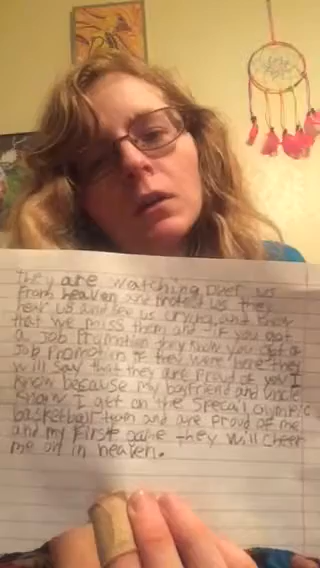 They are watching over us
from heaven and protect us they
hear us and see us crying and know
that we miss them and if you got
a Job Promotion they know you got a
Job Promotion if they were here they
will say that they are proud of you I
know because my boyfriend and uncle
know I get on the Special Olympic
basketball team and are proud of me
and my first game they will cheer
me on in heaven.